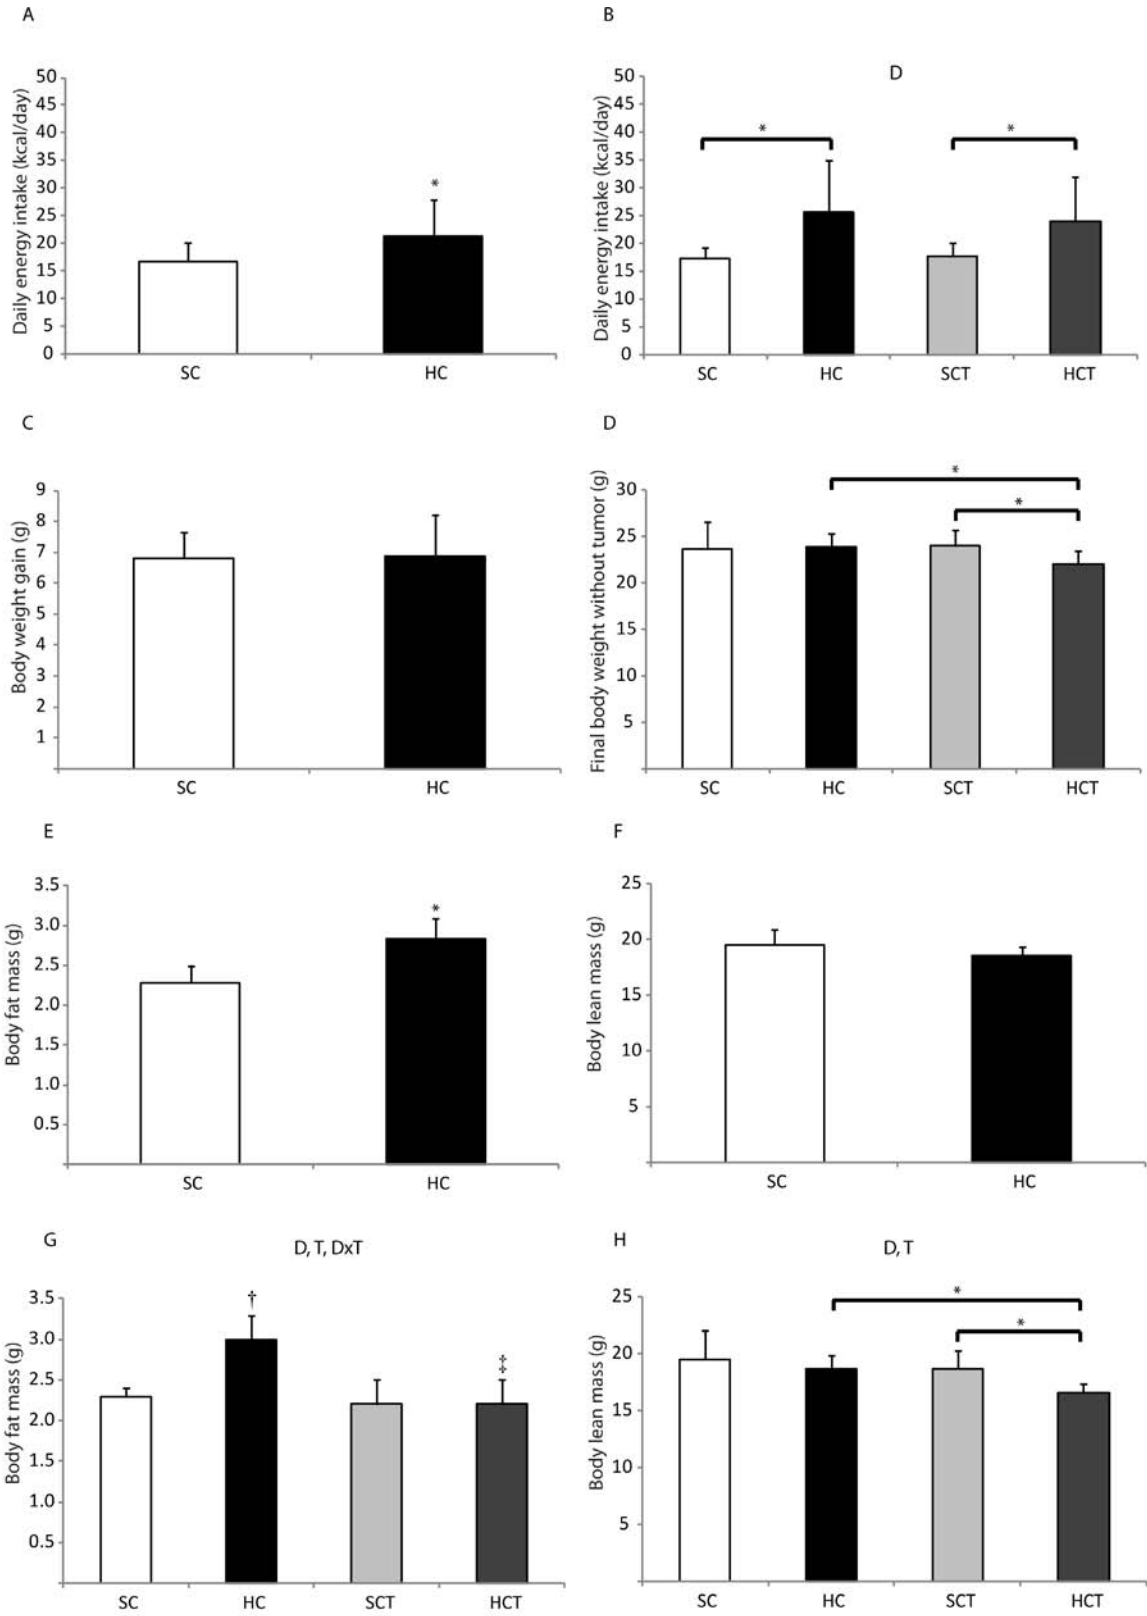 A
Daily energy intake (kcal/day)
50
45
40
35
30
25
20
15
10
5
0
*
SC HC
B
D
Daily energy intake (kcal/day)
50
45
40
35
30
25
20
15
10
5
0
* *
SC HC SCT HCT
C
Body weight gain (g)
9
8
7
6
5
4
3
2
1
SC HC
D
Final body weight without tumor (g)
30
25
20
15
10
5
*
*
SC HC SCT HCT
E
Body fat mass (g)
3.5
3.0
2.5
2.0
1.5
1.0
0.5
*
SC HC
F
Body lean mass (g)
25
20
15
10
5
SC HC
G
D, T, DxT
Body fat mass (g)
3.5
3.0
2.5
2.0
1.5
1.0
0.5
†
‡
SC HC SCT HCT
H
D, T
Body lean mass (g)
25
20
15
10
5
*
*
SC HC SCT HCT